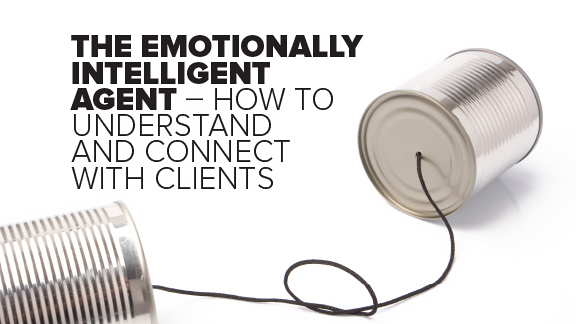 THE EMOTIONALLY
INTELLIGENT
AGENT – HOW TO
UNDERSTAND
AND CONNECT
WITH CLIENTS